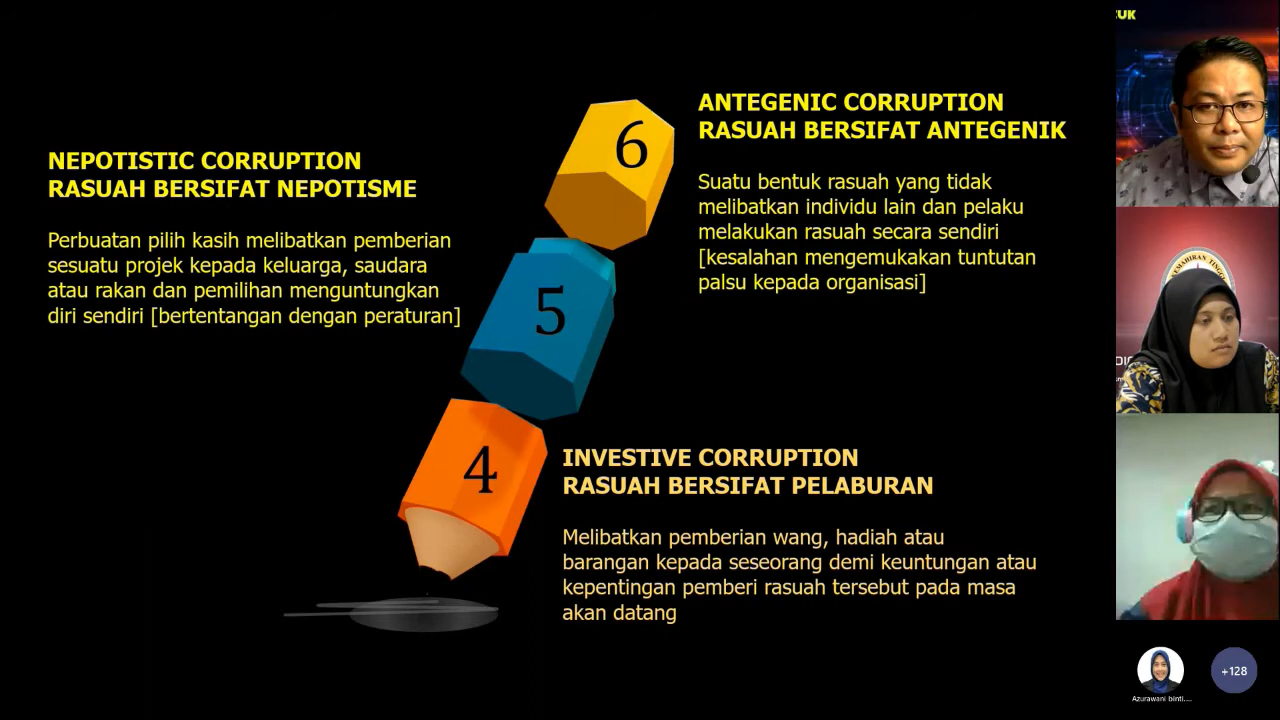 NEPOTISTIC CORRUPTION
RASUAH BERSIFAT NEPOTISME
Perbuatan pilih kasih melibatkan pemberian
sesuatu projek kepada keluarga, saudara
atau rakan dan pemilihan menguntungkan
diri sendiri [bertentangan dengan peraturan]
6
5
4
ANTEGENIC CORRUPTION
RASUAH BERSIFAT ANTEGENIK
Suatu bentuk rasuah yang tidak
melibatkan individu lain dan pelaku
melakukan rasuah secara sendiri
[kesalahan mengemukakan tuntutan
palsu kepada organisasi]
INVESTIVE CORRUPTION
RASUAH BERSIFAT PELABURAN
Melibatkan pemberian wang, hadiah atau
barangan kepada seseorang demi keuntungan atau
kepentingan pemberi rasuah tersebut pada masa
akan datang
KEMAHIRAN TINGG
Azurawani binti....
+128